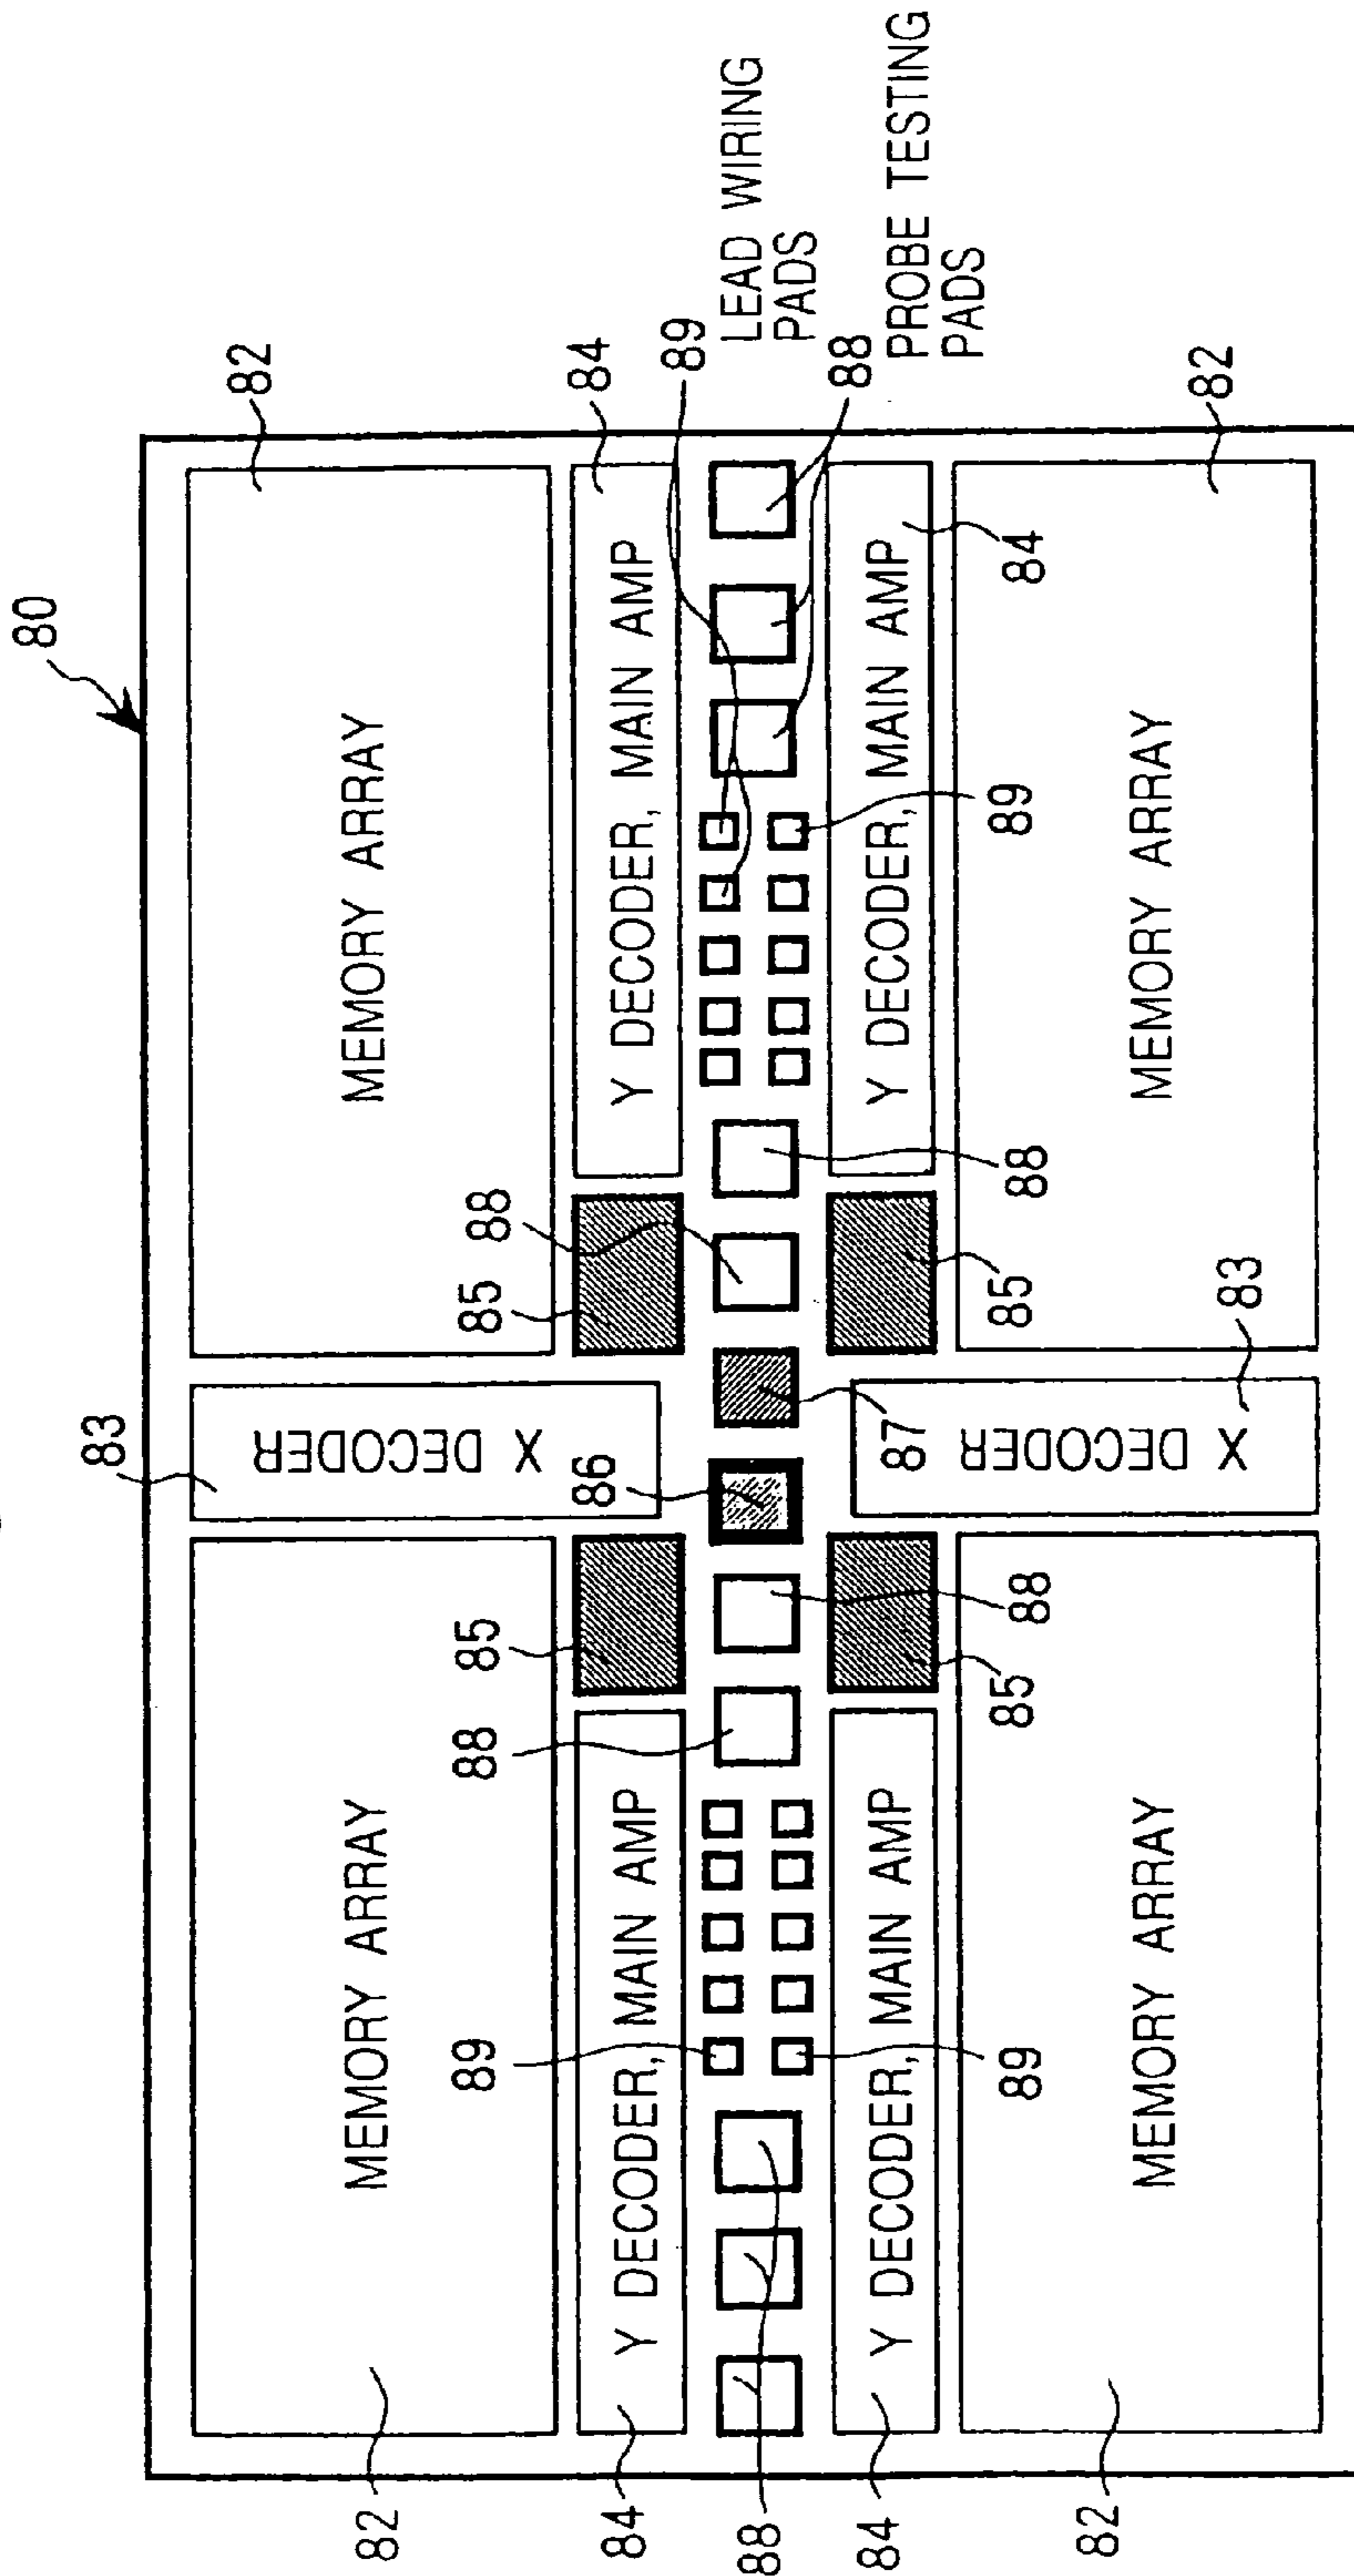 80
82
83
82
MEMORY ARRAY
X DECODER
MEMORY ARRAY
84
85
86
85
88
84
Y DECODER, MAIN AMP
Y DECODER, MAIN AMP
89
88
89
LEAD WIRING
PADS
88
88
PROBE TESTING
PADS
84
Y DECODER, MAIN AMP
Y DECODER, MAIN AMP
84
89
85
88
87
85
88
89
MEMORY ARRAY
X DECODER
MEMORY ARRAY
82
83
82